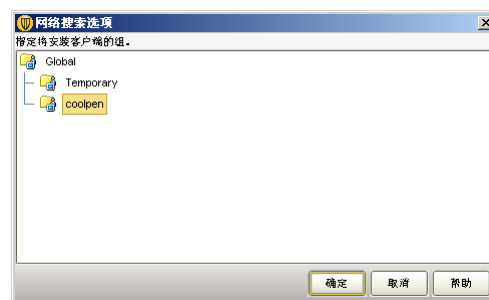 网络搜索选项
指定将安装客户端的组。
Global
Temporary
coolpen
确定 取消 帮助